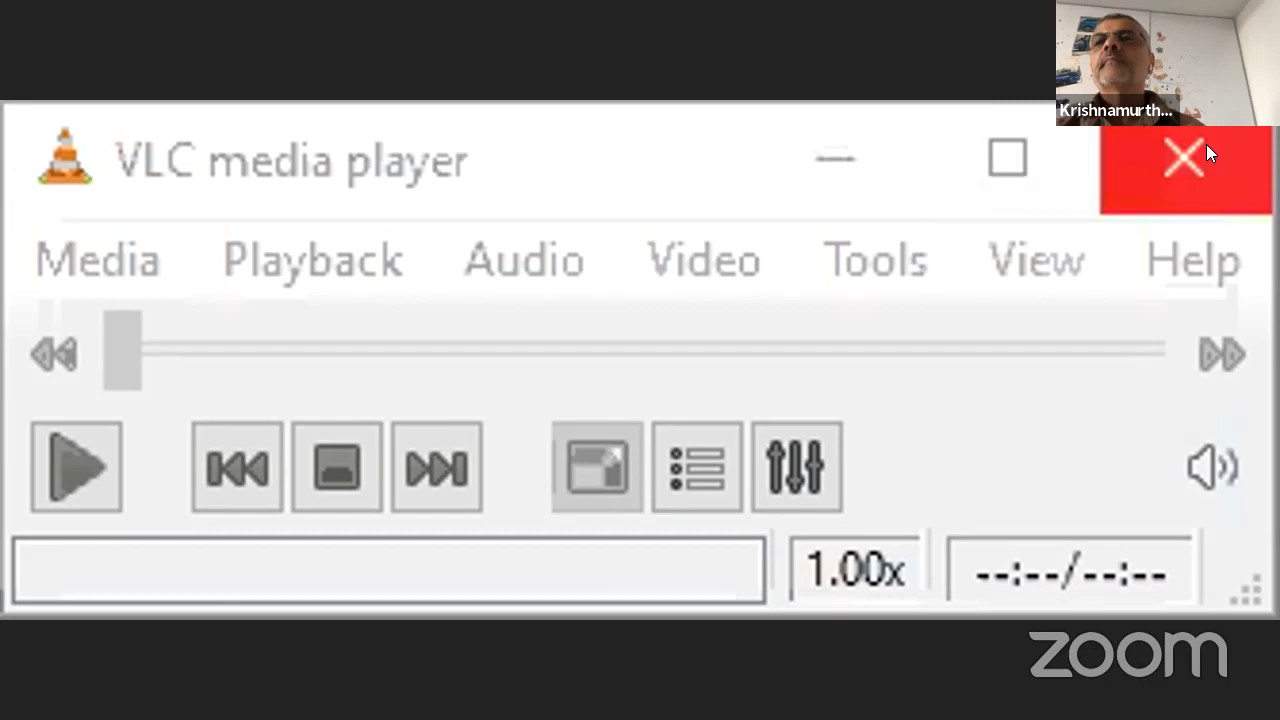 Krishnamurth...
VLC media player
Media Playback Audio Video Tools View Help
1.00x --:--/--:--
zoom